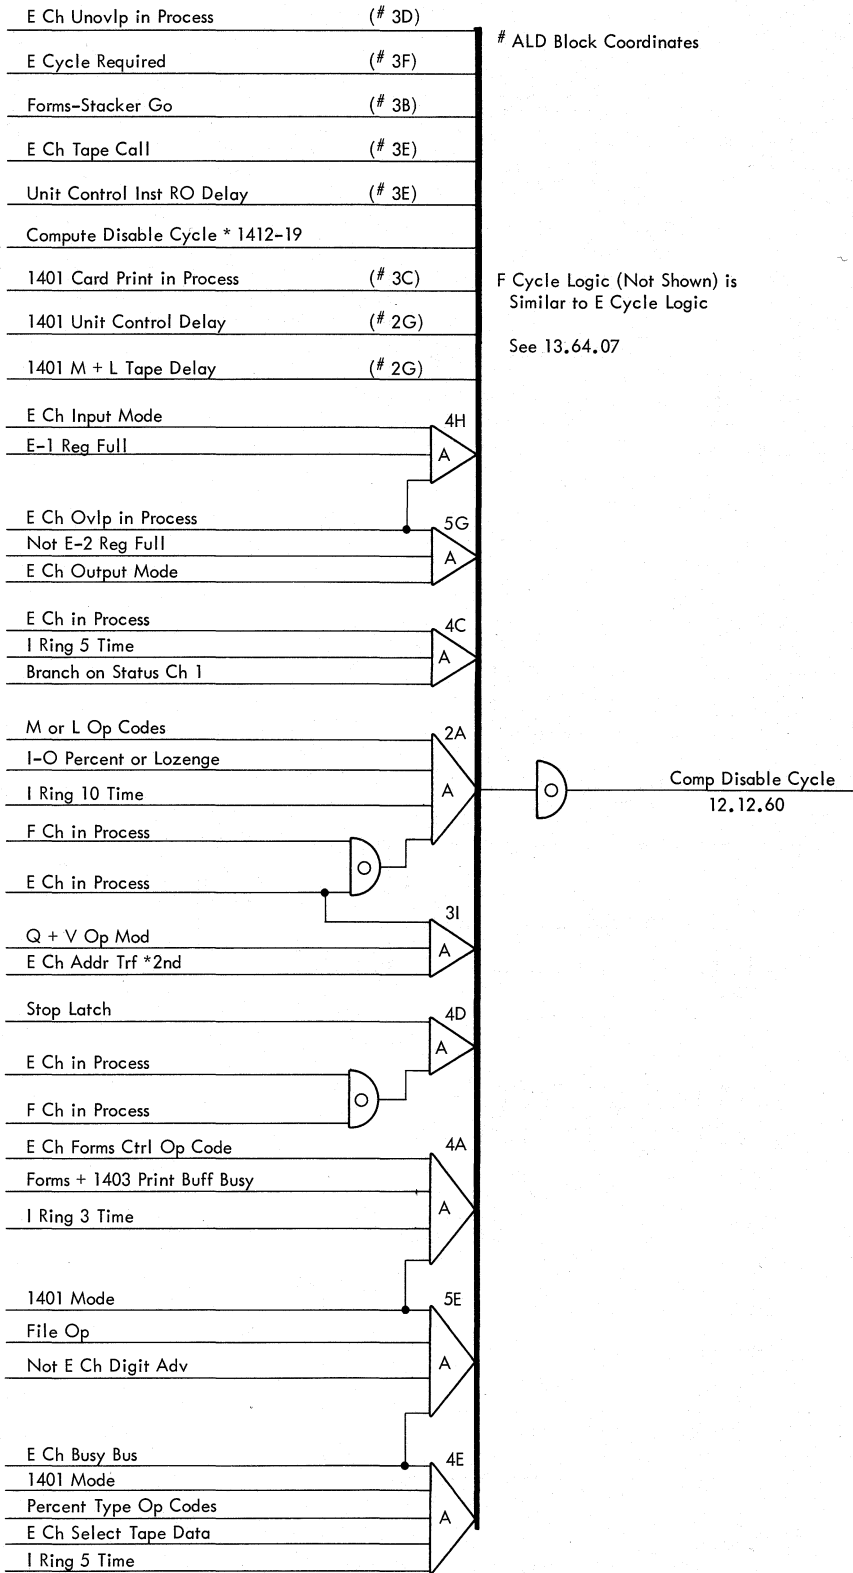 E Ch Unovlp in Process (# 3D)
# ALD Block Coordinates
E Cycle Required (# 3F)
Forms-Stacker Go (# 3B)
E Ch Tape Call (# 3E)
Unit Control Inst RO Delay (# 3E)
Compute Disable Cycle * 1412-19
1401 Card Print in Process (# 3C)
F Cycle Logic (Not Shown) is
Similar to E Cycle Logic
1401 Unit Control Delay (# 2G)
See 13.64.07
1401 M + L Tape Delay (# 2G)
E Ch Input Mode
4H
E-1 Reg Full
A
E Ch Ovlp in Process
5G
Not E-2 Reg Full
A
E Ch Output Mode
E Ch in Process
4C
I Ring 5 Time
A
Branch on Status Ch 1
M or L Op Codes
2A
I-O Percent or Lozenge
I Ring 10 Time
A
O
Comp Disable Cycle
12.12.60
F Ch in Process
O
E Ch in Process
3I
Q + V Op Mod
A
E Ch Addr Trf *2nd
Stop Latch
4D
A
E Ch in Process
O
F Ch in Process
E Ch Forms Ctrl Op Code
4A
Forms + 1403 Print Buff Busy
A
I Ring 3 Time
1401 Mode
5E
File Op
A
Not E Ch Digit Adv
E Ch Busy Bus
4E
1401 Mode
Percent Type Op Codes
A
E Ch Select Tape Data
I Ring 5 Time